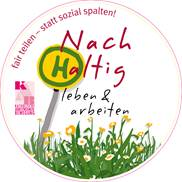 fair teilen – statt sozial spalten!
Nach
Haltig
leben &
arbeiten